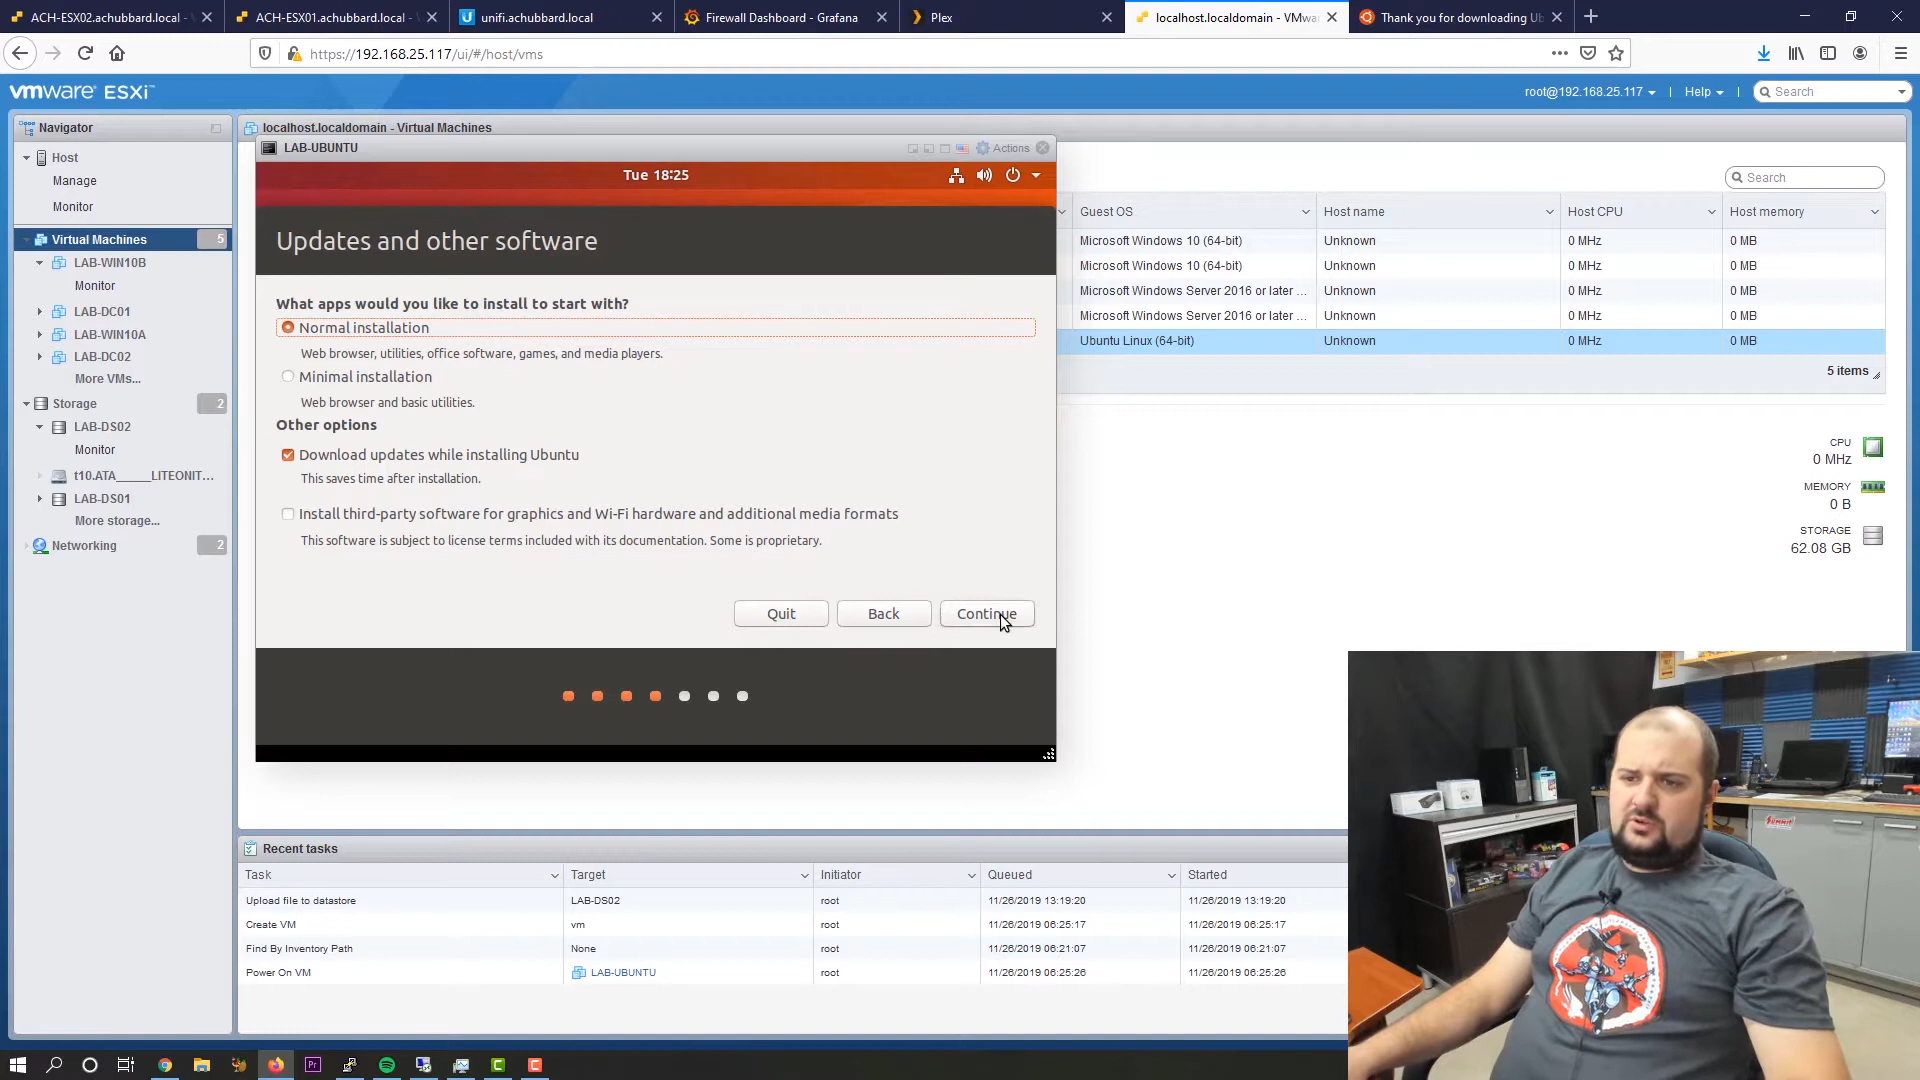 ACH-ESX02.achubbard.local -
ACH-ESX01.achubbard.local -
unifi.achubbard.local
Firewall Dashboard - Grafana
Plex
localhost.localdomain - VMwa
Thank you for downloading Ub
https://192.168.25.117/ui/#/host/vms
vmware ESXi
root@192.168.25.117
Help
Search
Navigator
localhost.localdomain - Virtual Machines
Host
Manage
Monitor
Virtual Machines 5
LAB-WIN10B
Monitor
LAB-DC01
LAB-WIN10A
LAB-DC02
More VMs...
Storage 2
LAB-DS02
Monitor
t10.ATA_____LITEONIT...
LAB-DS01
More storage...
Networking 2
LAB-UBUNTU
Actions
Tue 18:25
Updates and other software
What apps would you like to install to start with?
Normal installation
Web browser, utilities, office software, games, and media players.
Minimal installation
Web browser and basic utilities.
Other options
Download updates while installing Ubuntu
This saves time after installation.
Install third-party software for graphics and Wi-Fi hardware and additional media formats
This software is subject to license terms included with its documentation. Some is proprietary.
Quit Back Continue
Search
Guest OS Host name Host CPU Host memory
Microsoft Windows 10 (64-bit) Unknown 0 MHz 0 MB
Microsoft Windows 10 (64-bit) Unknown 0 MHz 0 MB
Microsoft Windows Server 2016 or later ... Unknown 0 MHz 0 MB
Microsoft Windows Server 2016 or later ... Unknown 0 MHz 0 MB
Ubuntu Linux (64-bit) Unknown 0 MHz 0 MB
5 items
CPU
0 MHz
MEMORY
0 B
STORAGE
62.08 GB
Recent tasks
Task Target Initiator Queued Started
Upload file to datastore LAB-DS02 root 11/26/2019 13:19:20 11/26/2019 13:19:20
Create VM vm root 11/26/2019 06:25:17 11/26/2019 06:25:17
Find By Inventory Path None root 11/26/2019 06:21:07 11/26/2019 06:21:07
Power On VM LAB-UBUNTU root 11/26/2019 06:25:26 11/26/2019 06:25:26
Summit